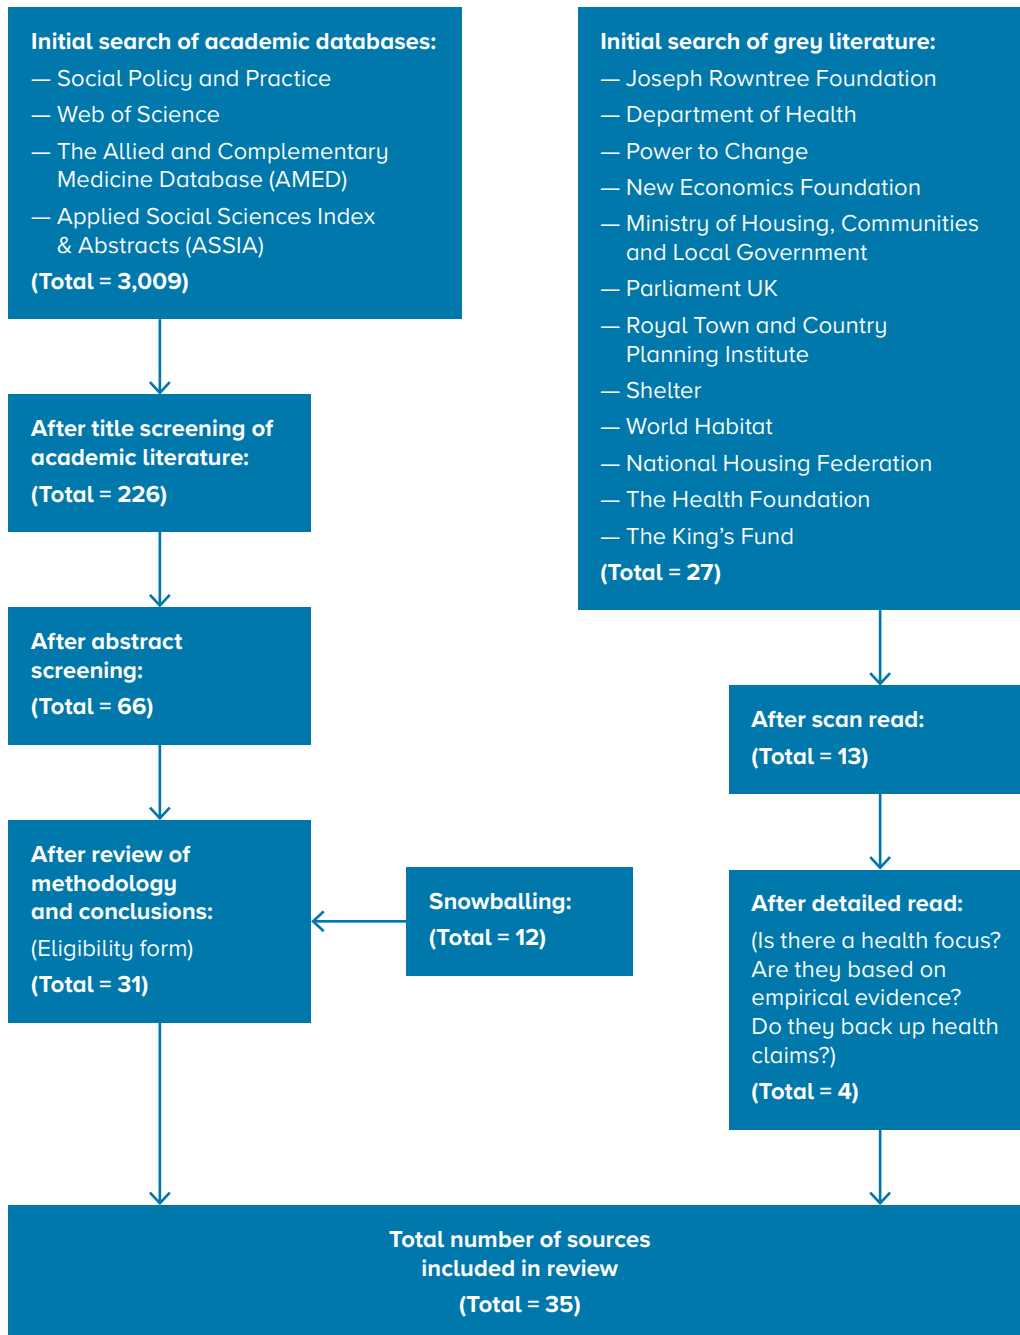 Initial search of academic databases:
— Social Policy and Practice
— Web of Science
— The Allied and Complementary
Medicine Database (AMED)
— Applied Social Sciences Index
& Abstracts (ASSIA)
(Total = 3,009)
After title screening of
academic literature:
(Total = 226)
After abstract
screening:
(Total = 66)
After review of
methodology
and conclusions:
(Eligibility form)
(Total = 31)
Snowballing:
(Total = 12)
Initial search of grey literature:
— Joseph Rowntree Foundation
— Department of Health
— Power to Change
— New Economics Foundation
— Ministry of Housing, Communities
and Local Government
— Parliament UK
— Royal Town and Country
Planning Institute
— Shelter
— World Habitat
— National Housing Federation
— The Health Foundation
— The King’s Fund
(Total = 27)
After scan read:
(Total = 13)
After detailed read:
(Is there a health focus?
Are they based on
empirical evidence?
Do they back up health
claims?)
(Total = 4)
Total number of sources
included in review
(Total = 35)